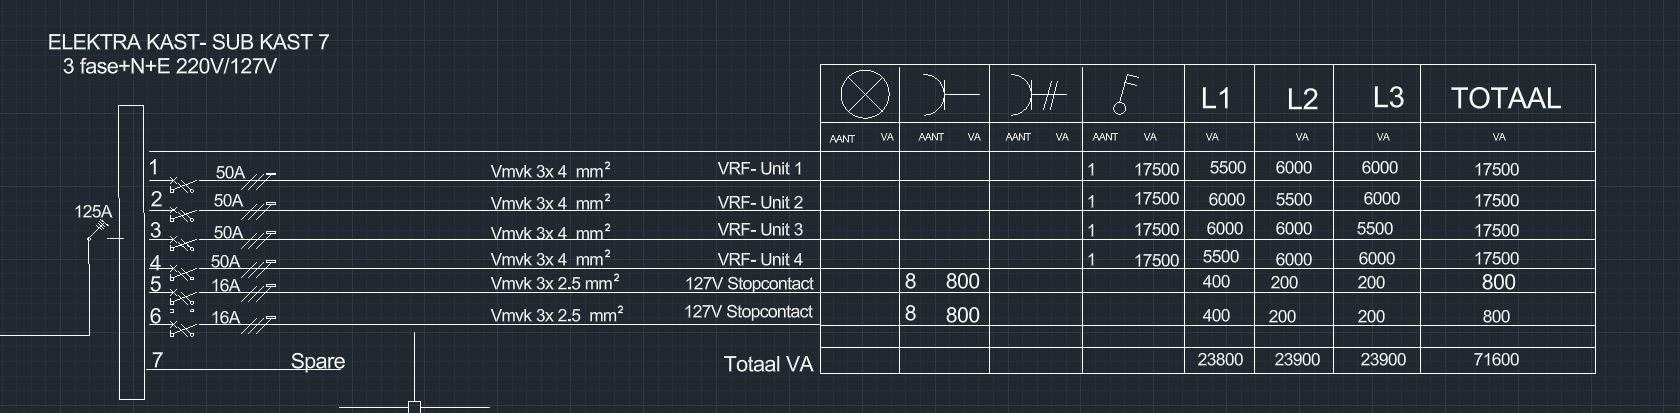 ELEKTRA KAST- SUB KAST 7
3 fase+N+E 220V/127V
L1 L2 L3 TOTAAL
AANT VA AANT VA AANT VA AANT VA VA VA VA VA
125A
1 50A Vmvk 3x 4 mm² VRF- Unit 1 1 17500 5500 6000 6000 17500
2 50A Vmvk 3x 4 mm² VRF- Unit 2 1 17500 6000 5500 6000 17500
3 50A Vmvk 3x 4 mm² VRF- Unit 3 1 17500 6000 6000 5500 17500
4 50A Vmvk 3x 4 mm² VRF- Unit 4 1 17500 5500 6000 6000 17500
5 16A Vmvk 3x 2.5 mm² 127V Stopcontact 8 800 400 200 200 800
6 16A Vmvk 3x 2.5 mm² 127V Stopcontact 8 800 400 200 200 800
7 Spare
Totaal VA 23800 23900 23900 71600